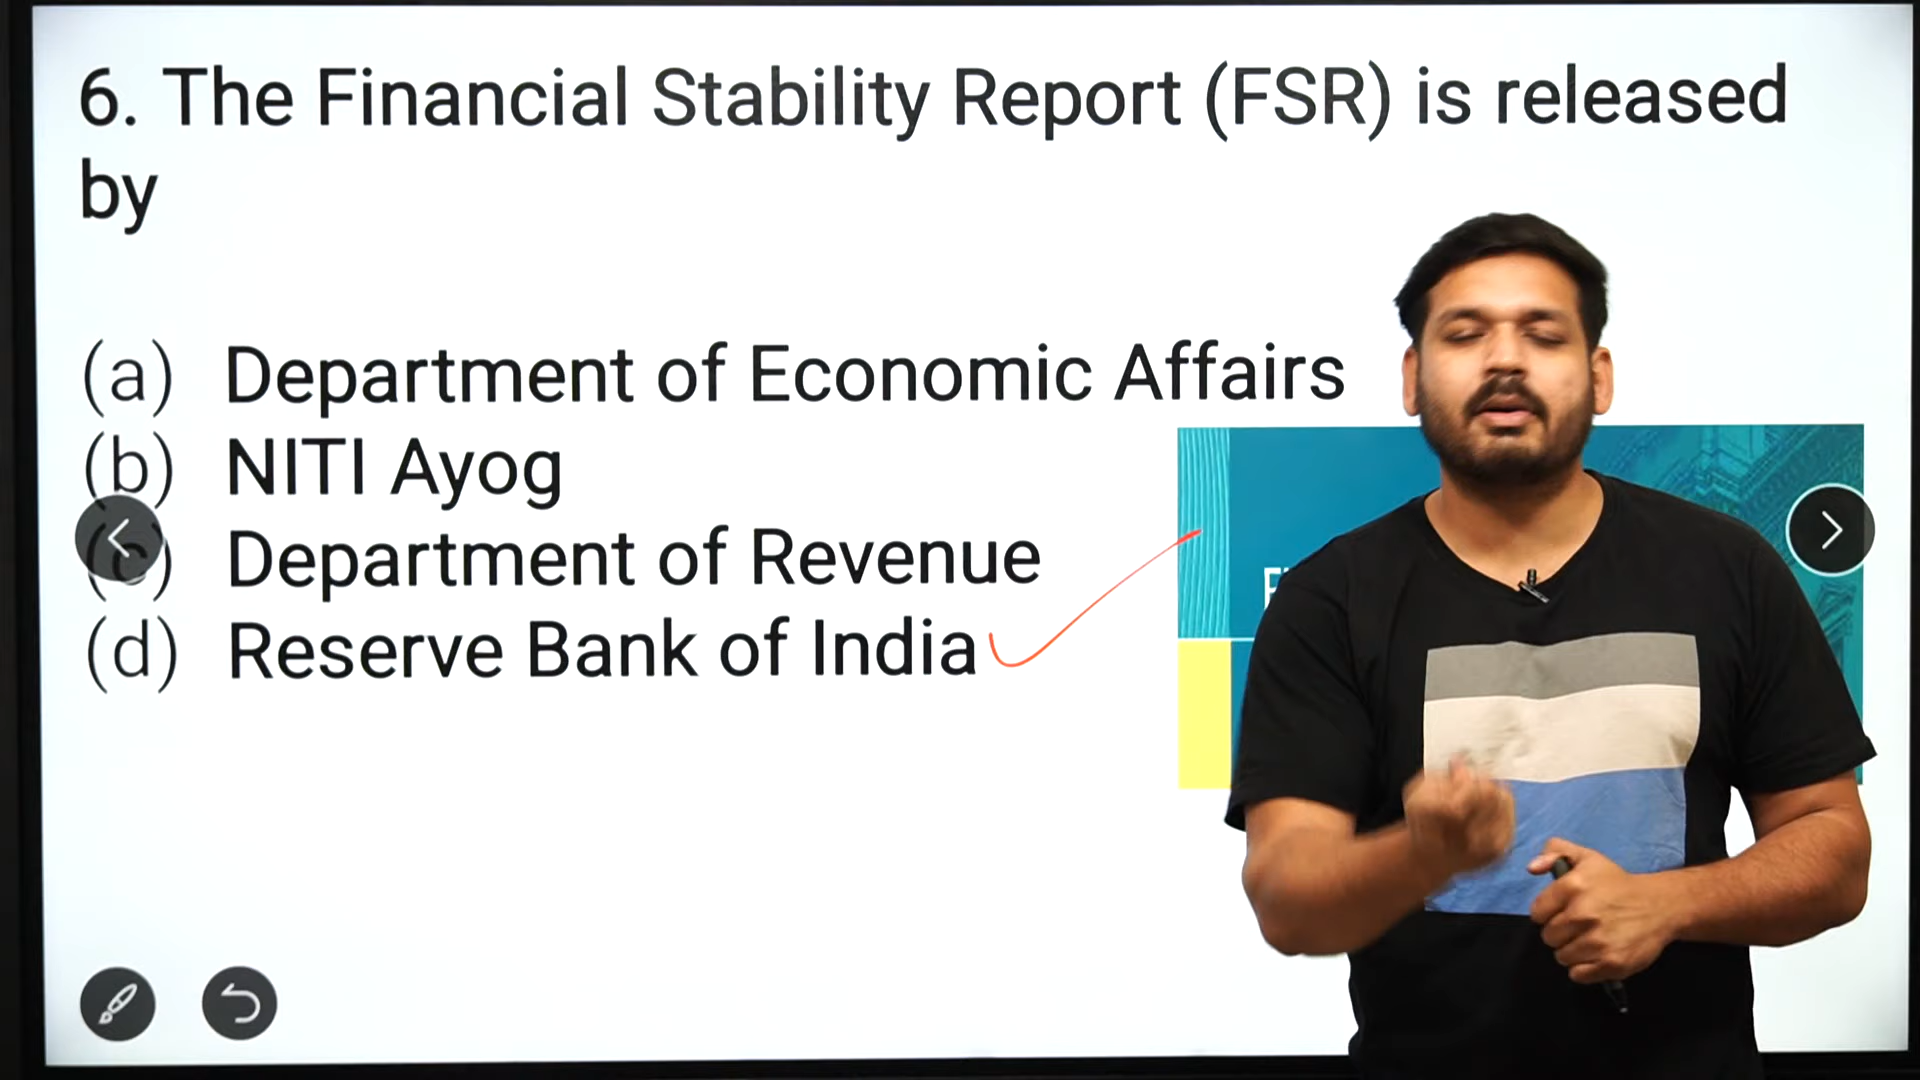 6. The Financial Stability Report (FSR) is released
by
(a) Department of Economic Affairs
(b) NITI Ayog
(c) Department of Revenue
(d) Reserve Bank of India